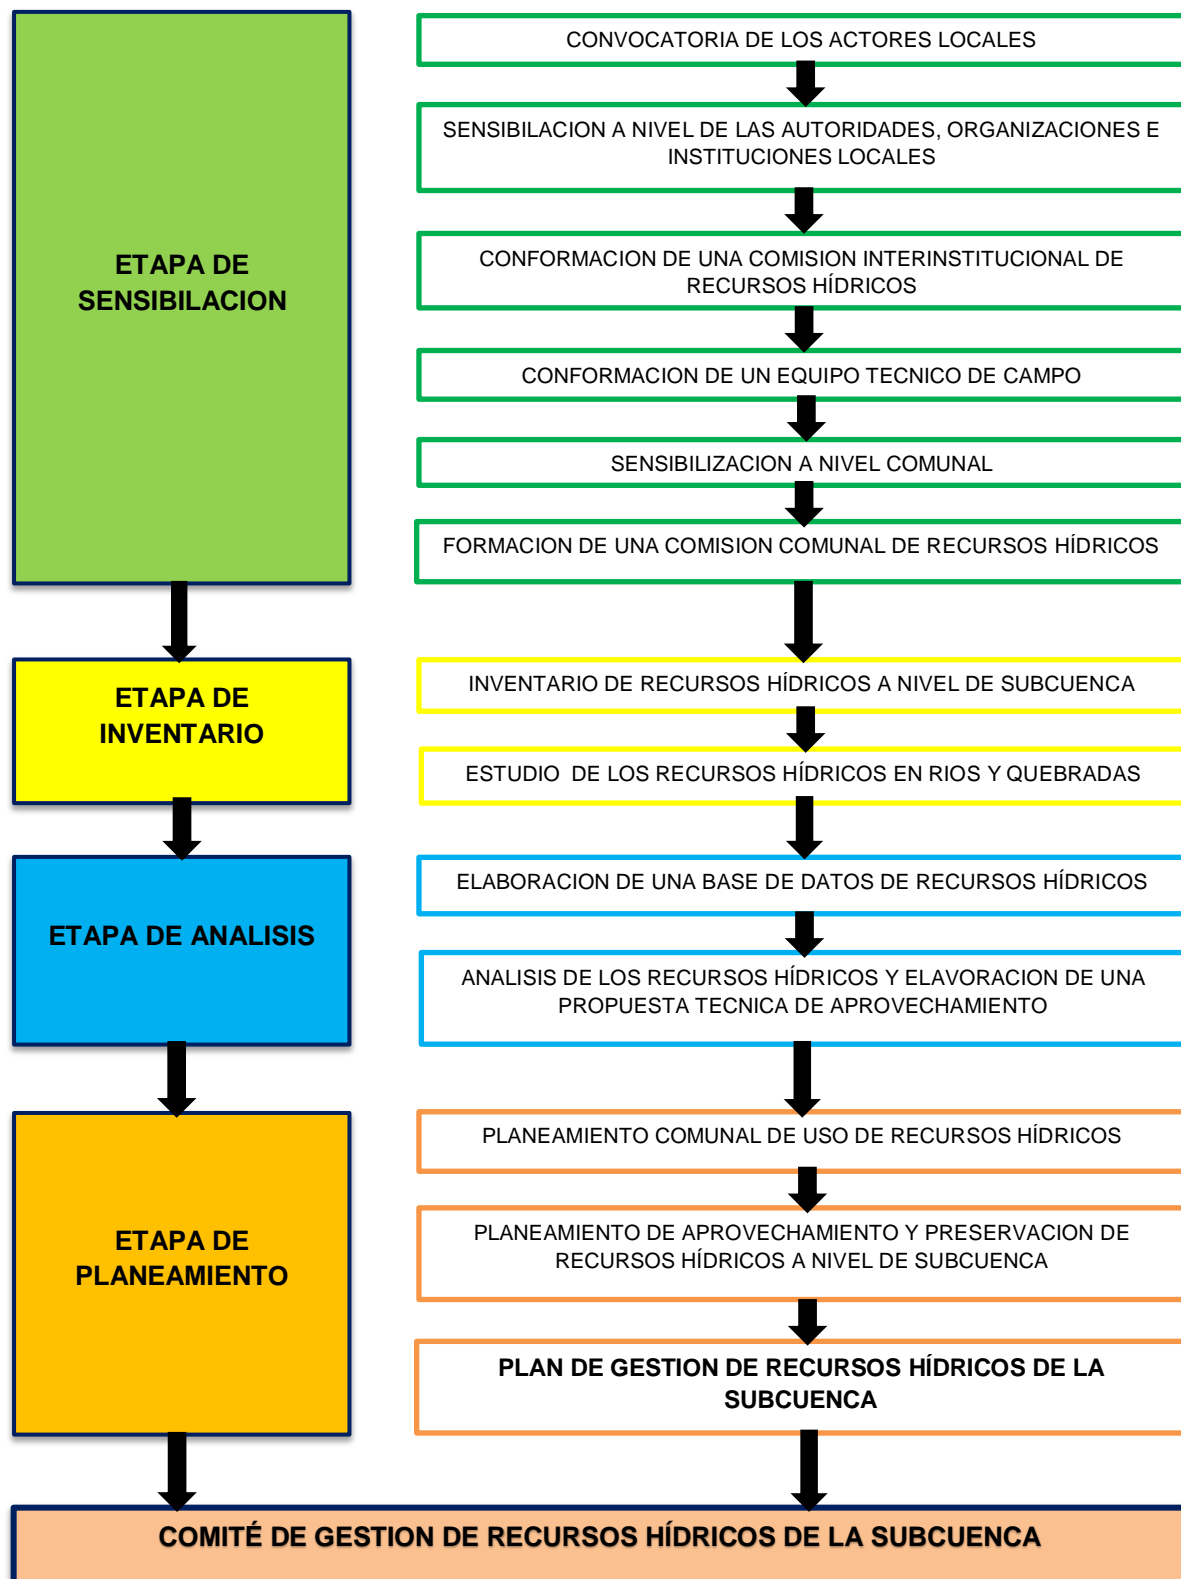 CONVOCATORIA DE LOS ACTORES LOCALES
SENSIBILACION A NIVEL DE LAS AUTORIDADES, ORGANIZACIONES E
INSTITUCIONES LOCALES
ETAPA DE
SENSIBILACION
CONFORMACION DE UNA COMISION INTERINSTITUCIONAL DE
RECURSOS HÍDRICOS
CONFORMACION DE UN EQUIPO TECNICO DE CAMPO
SENSIBILIZACION A NIVEL COMUNAL
FORMACION DE UNA COMISION COMUNAL DE RECURSOS HÍDRICOS
ETAPA DE
INVENTARIO
INVENTARIO DE RECURSOS HÍDRICOS A NIVEL DE SUBCUENCA
ESTUDIO  DE LOS RECURSOS HÍDRICOS EN RIOS Y QUEBRADAS
ETAPA DE ANALISIS
ELABORACION DE UNA BASE DE DATOS DE RECURSOS HÍDRICOS
ANALISIS DE LOS RECURSOS HÍDRICOS Y ELAVORACION DE UNA
PROPUESTA TECNICA DE APROVECHAMIENTO
ETAPA DE
PLANEAMIENTO
PLANEAMIENTO COMUNAL DE USO DE RECURSOS HÍDRICOS
PLANEAMIENTO DE APROVECHAMIENTO Y PRESERVACION DE
RECURSOS HÍDRICOS A NIVEL DE SUBCUENCA
PLAN DE GESTION DE RECURSOS HÍDRICOS DE LA
SUBCUENCA
COMITÉ DE GESTION DE RECURSOS HÍDRICOS DE LA SUBCUENCA